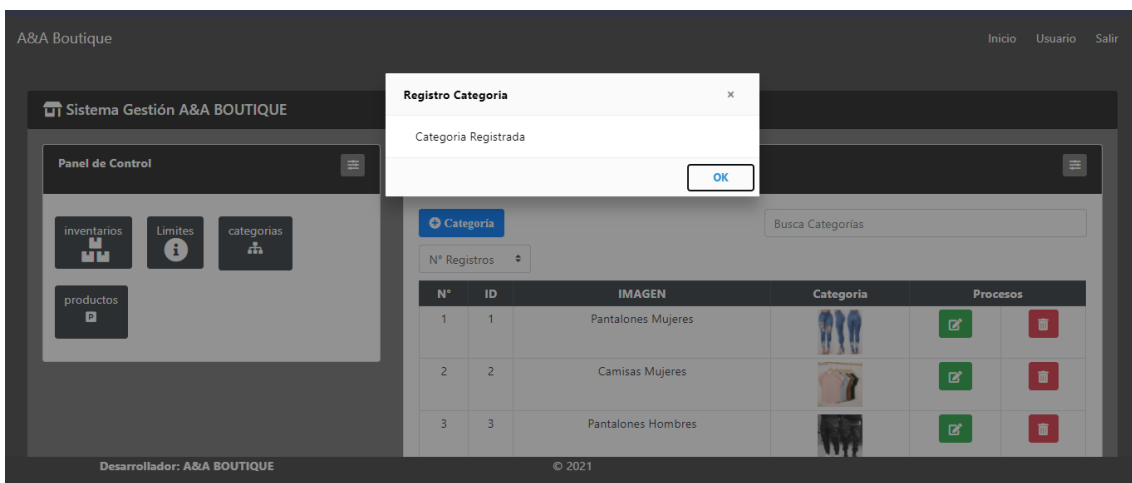 A&A Boutique
Inicio Usuario Salir
Registro Categoria ×
Categoria Registrada
OK
Sistema Gestión A&A BOUTIQUE
Panel de Control
inventarios
Limites
categorias
productos
Categoría
Busca Categorías
N° Registros
N° ID IMAGEN Categoria Procesos
1 1 Pantalones Mujeres
2 2 Camisas Mujeres
3 3 Pantalones Hombres
Desarrollador: A&A BOUTIQUE © 2021